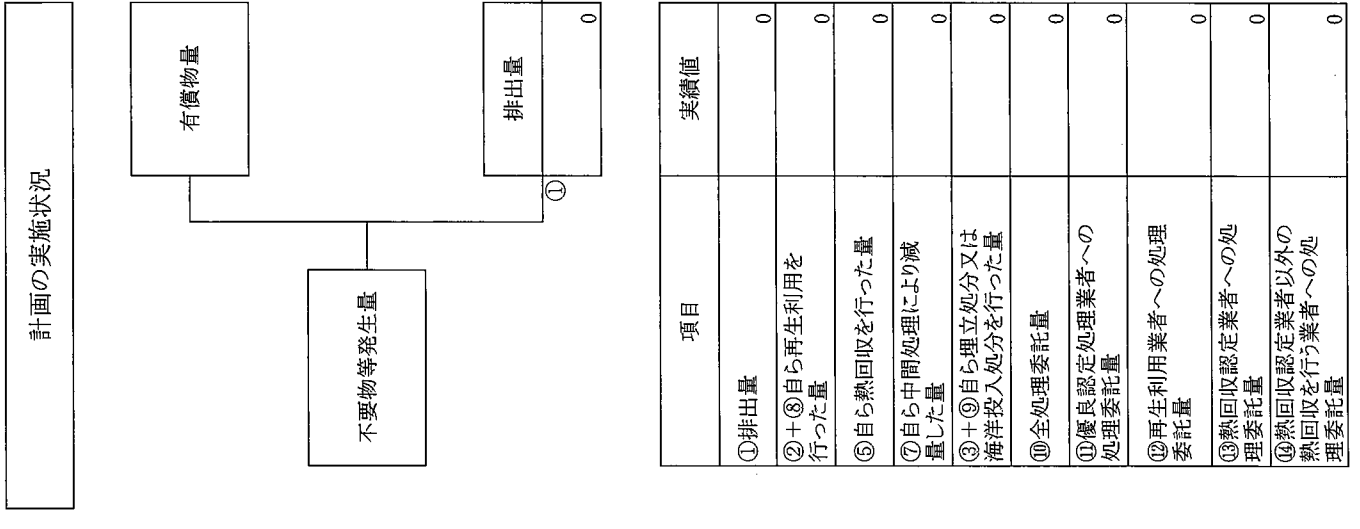 計画の実施状況
有償物量
不要物等発生量
排出量
①
0
項目
実績値
①排出量
0
②+⑧自ら再生利用を
行った量
0
⑤自ら熱回収を行った量
0
⑦自ら中間処理により減
量した量
0
③+⑨自ら埋立処分又は
海洋投入処分を行った量
0
⑩全処理委託量
0
⑪優良認定処理業者への
処理委託量
0
⑫再生利用業者への処理
委託量
0
⑬熱回収認定業者への処
理委託量
0
⑭熱回収認定業者以外の
熱回収を行う業者への処
理委託量
0